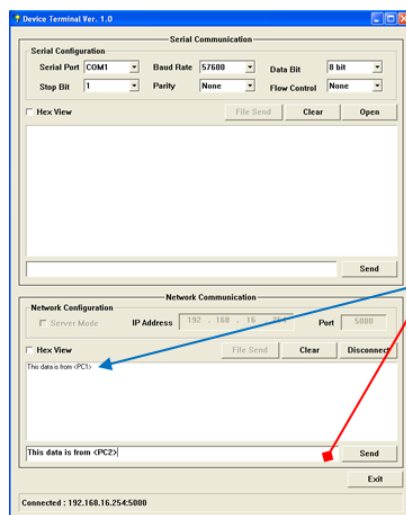 Device Terminal Ver. 1.0
Serial Communication
Serial Configuration
Serial Port COM1 Baud Rate 57600 Data Bit 8 bit
Stop Bit 1 Parity None Flow Control None
Hex View File Send Clear Open
Send
Network Communication
Network Configuration
Server Mode IP Address 192 . 168 . 16 . 254 Port 5000
Hex View File Send Clear Disconnect
This data is from <PC1>
This data is from <PC2> Send
Exit
Connected : 192.168.16.254:5000